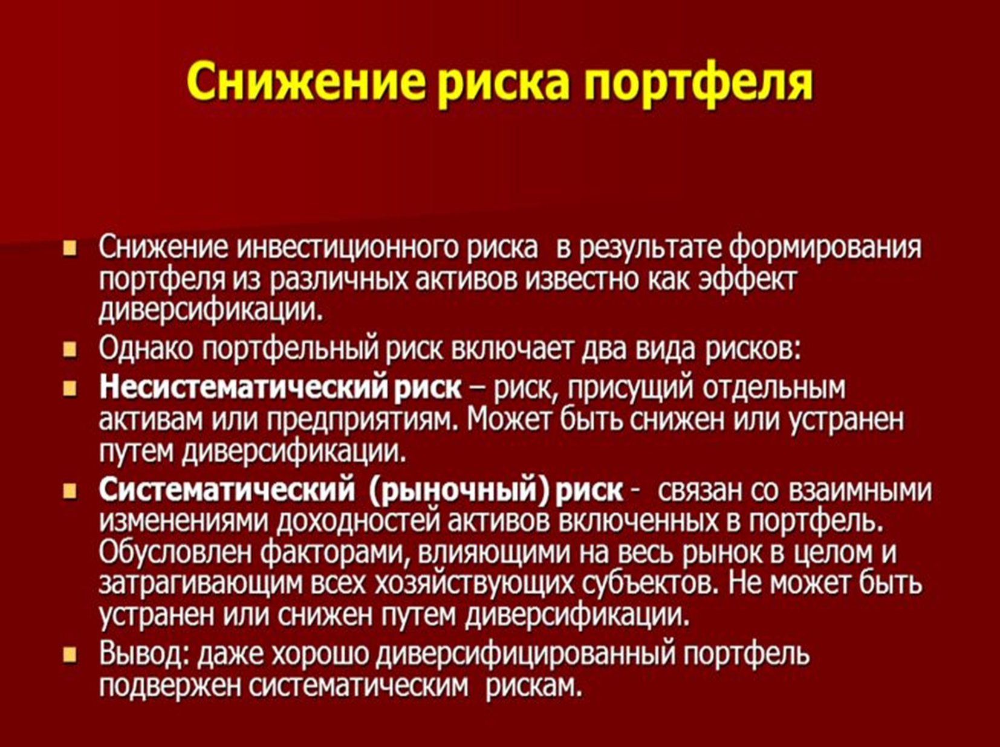 Снижение риска портфеля
Снижение инвестиционного риска в результате формирования
портфеля из различных активов известно как эффект
диверсификации.
Однако портфельный риск включает два вида рисков:
Несистематический риск – риск, присущий отдельным
активам или предприятиям. Может быть снижен или устранен
путем диверсификации.
Систематический (рыночный) риск - связан со взаимными
изменениями доходностей активов включенных в портфель.
Обусловлен факторами, влияющими на весь рынок в целом и
затрагивающим всех хозяйствующих субъектов. Не может быть
устранен или снижен путем диверсификации.
Вывод: даже хорошо диверсифицированный портфель
подвержен систематическим рискам.